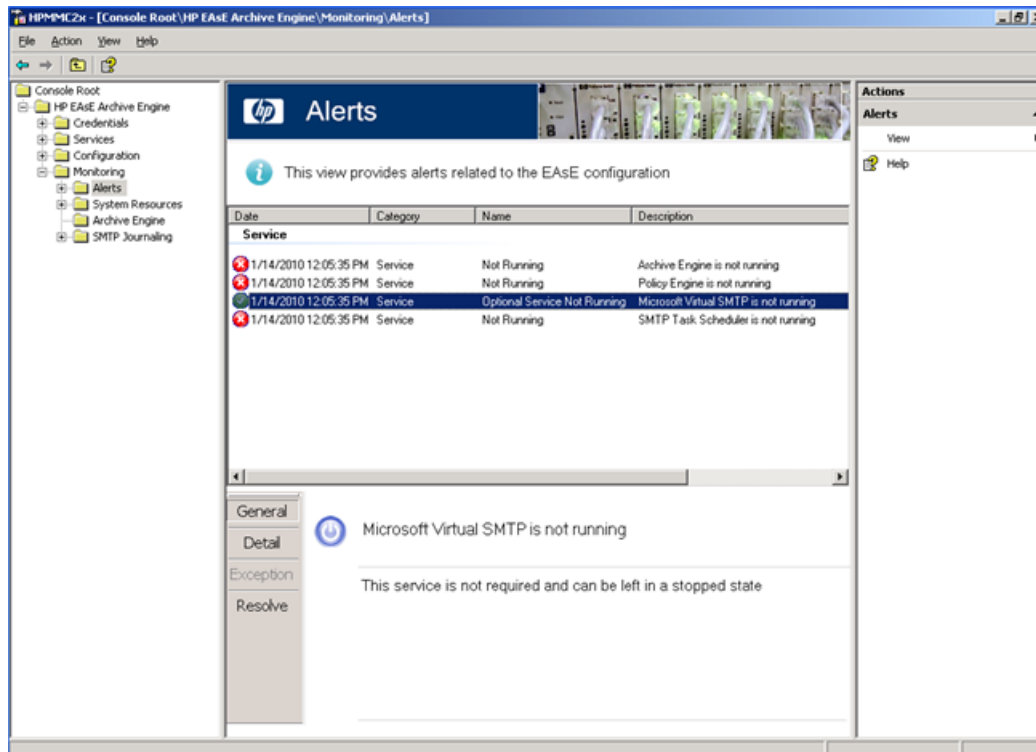 HPMMC2x - [Console Root\HP EAsE Archive Engine\Monitoring\Alerts]
File Action View Help
Console Root
HP EAsE Archive Engine
Credentials
Services
Configuration
Monitoring
Alerts
System Resources
Archive Engine
SMTP Journaling
hp Alerts
This view provides alerts related to the EAsE configuration
Date Category Name Description
Service
1/14/2010 12:05:35 PM Service Not Running Archive Engine is not running
1/14/2010 12:05:35 PM Service Not Running Policy Engine is not running
1/14/2010 12:05:35 PM Service Optional Service Not Running Microsoft Virtual SMTP is not running
1/14/2010 12:05:35 PM Service Not Running SMTP Task Scheduler is not running
General
Detail
Exception
Resolve
Microsoft Virtual SMTP is not running
This service is not required and can be left in a stopped state
Actions
Alerts
View
Help